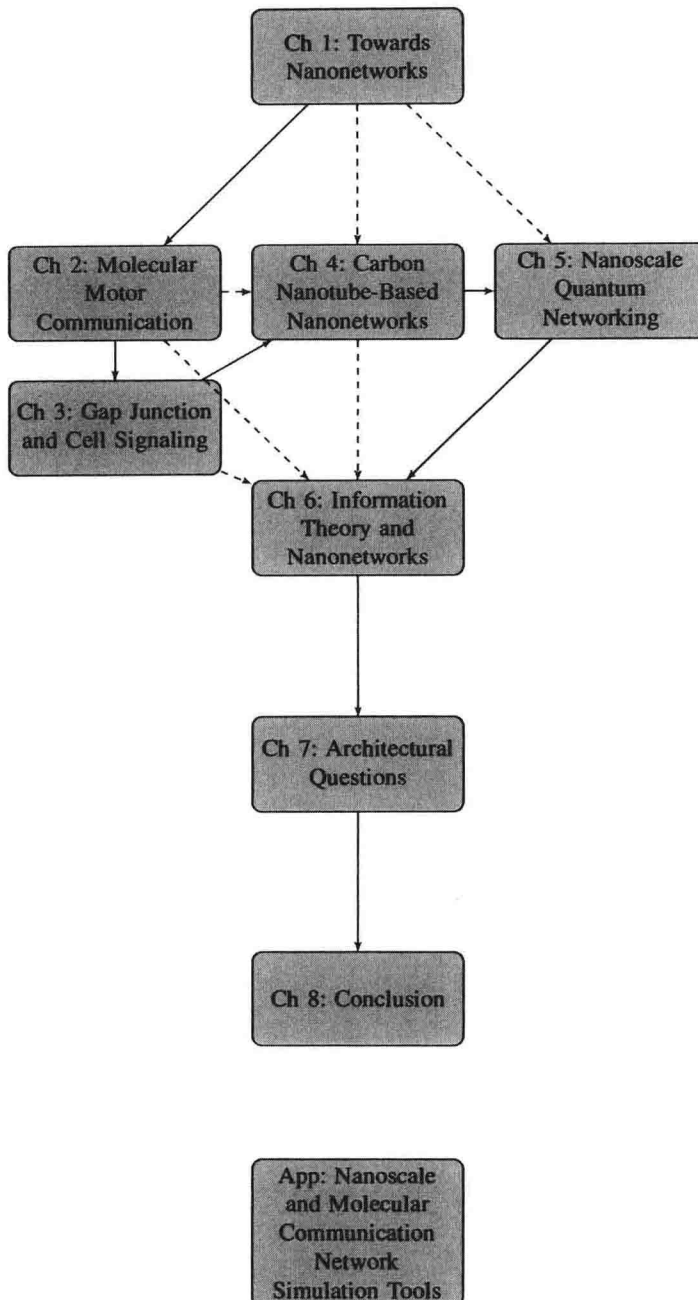 Ch 1: Towards
Nanonetworks
Ch 2: Molecular
Motor
Communication
Ch 4: Carbon
Nanotube-Based
Nanonetworks
Ch 5: Nanoscale
Quantum
Networking
Ch 3: Gap Junction
and Cell Signaling
Ch 6: Information
Theory and
Nanonetworks
Ch 7: Architectural
Questions
Ch 8: Conclusion
App: Nanoscale
and Molecular
Communication
Network
Simulation Tools